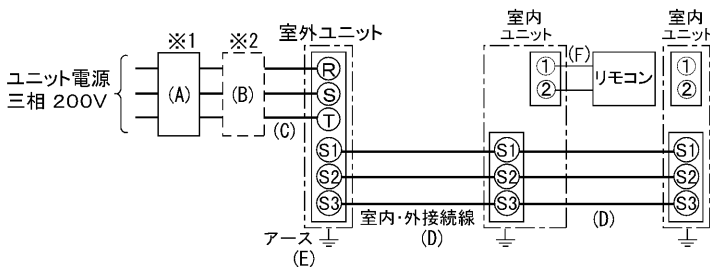 ※1
※2
室外ユニット
室内
ユニット
室内
ユニット
ユニット電源
三相 200V
(A)
(B)
(C)
R
S
T
S1
S2
S3
①
②
(F)
リモコン
①
②
S1
S2
S3
S1
S2
S3
室内・外接続線
(D)
(D)
アース
(E)